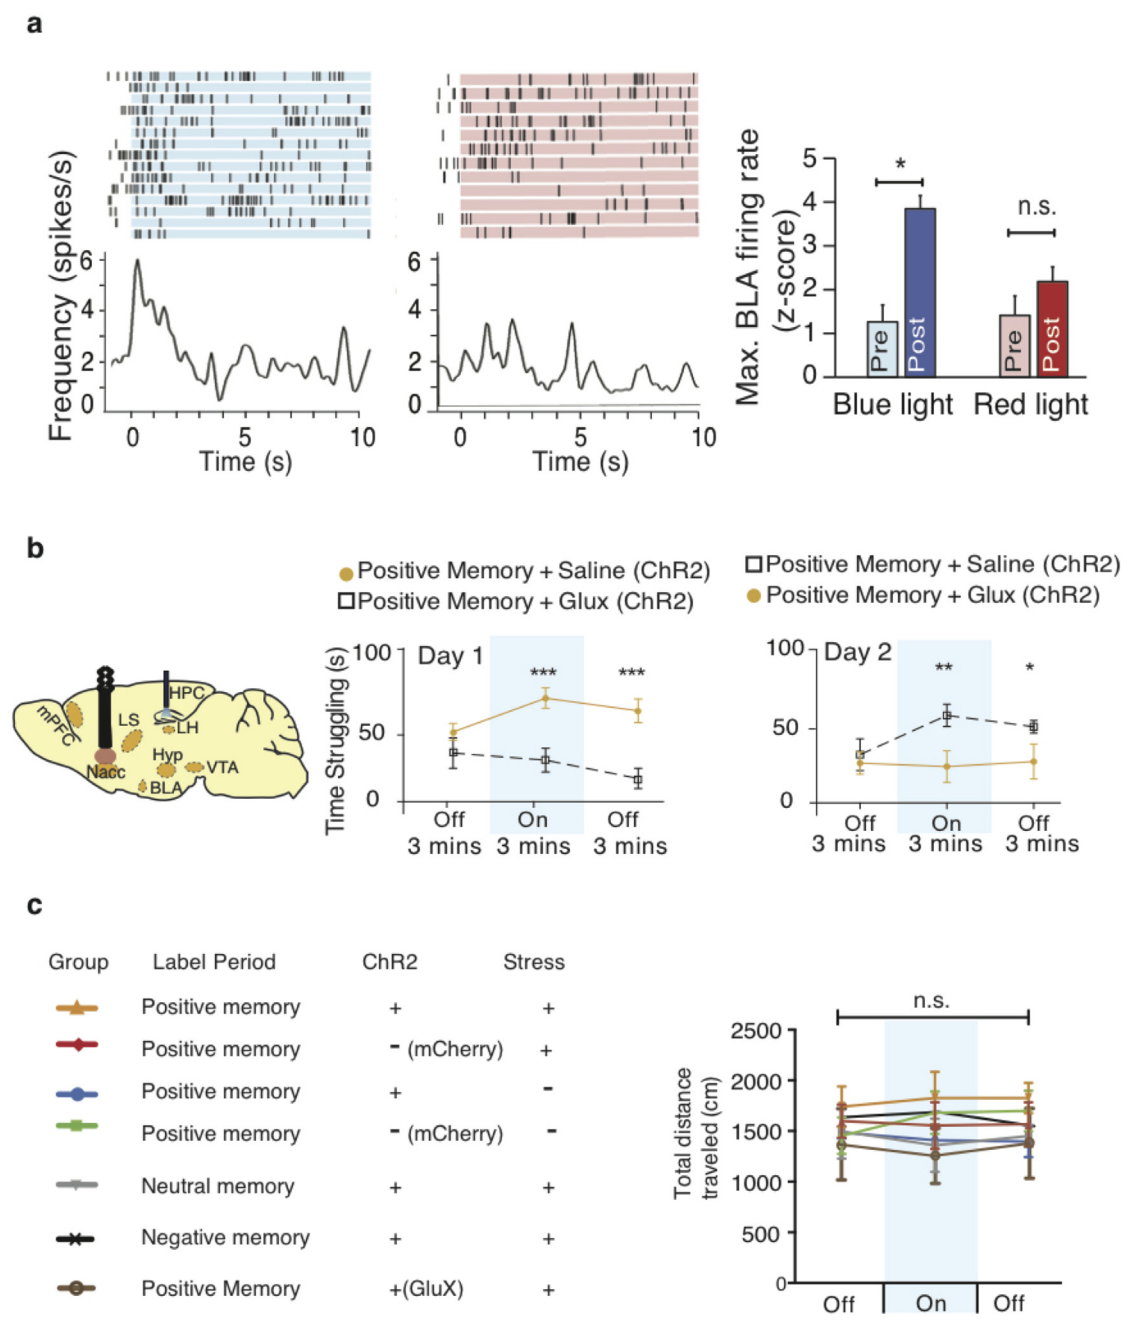 a
Frequency (spikes/s)
6
4
2
0
0
5
10
Time (s)
6
4
2
0
0
5
10
Time (s)
Max. BLA firing rate
(z-score)
5
4
3
2
1
0
*
n.s.
Pre
Post
Pre
Post
Blue light
Red light
b
mPFC
Nacc
LS
HPC
LH
Hyp
VTA
BLA
Positive Memory + Saline (ChR2)
Positive Memory + Glux (ChR2)
Time Struggling (s)
100
50
0
Day 1
***
***
Off
On
Off
3 mins
3 mins
3 mins
Positive Memory + Saline (ChR2)
Positive Memory + Glux (ChR2)
100
50
0
Day 2
**
*
Off
On
Off
3 mins
3 mins
3 mins
c
Group Label Period ChR2 Stress
Positive memory + +
Positive memory - (mCherry) +
Positive memory + -
Positive memory - (mCherry) -
Neutral memory + +
Negative memory + +
Positive Memory +(GluX) +
Total distance
traveled (cm)
n.s.
2500
2000
1500
1000
500
0
Off
On
Off